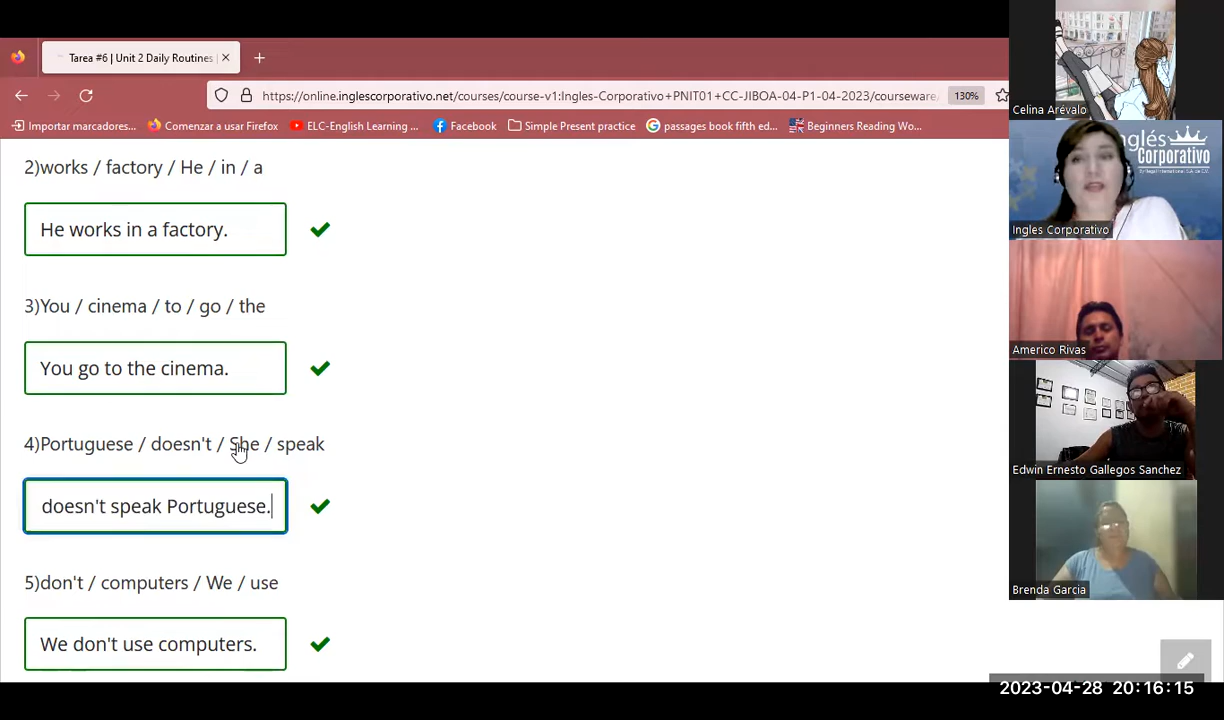 Tarea #6 | Unit 2 Daily Routines
https://online.inglescorporativo.net/courses/course-v1:Ingles-Corporativo+PNIT01+CC-JIBOA-04-P1-04-2023/courseware/
130%
Importar marcadores...
Comenzar a usar Firefox
ELC-English Learning ...
Facebook
Simple Present practice
passages book fifth ed...
Beginners Reading Wo...
2)works / factory / He / in / a
He works in a factory.
3)You / cinema / to / go / the
You go to the cinema.
4)Portuguese / doesn't / She / speak
doesn't speak Portuguese.
5)don't / computers / We / use
We don't use computers.
Celina Arévalo
Inglés
Corporativo
Ingles Corporativo
Americo Rivas
Edwin Ernesto Gallegos Sanchez
Brenda Garcia
2023-04-28 20:16:15